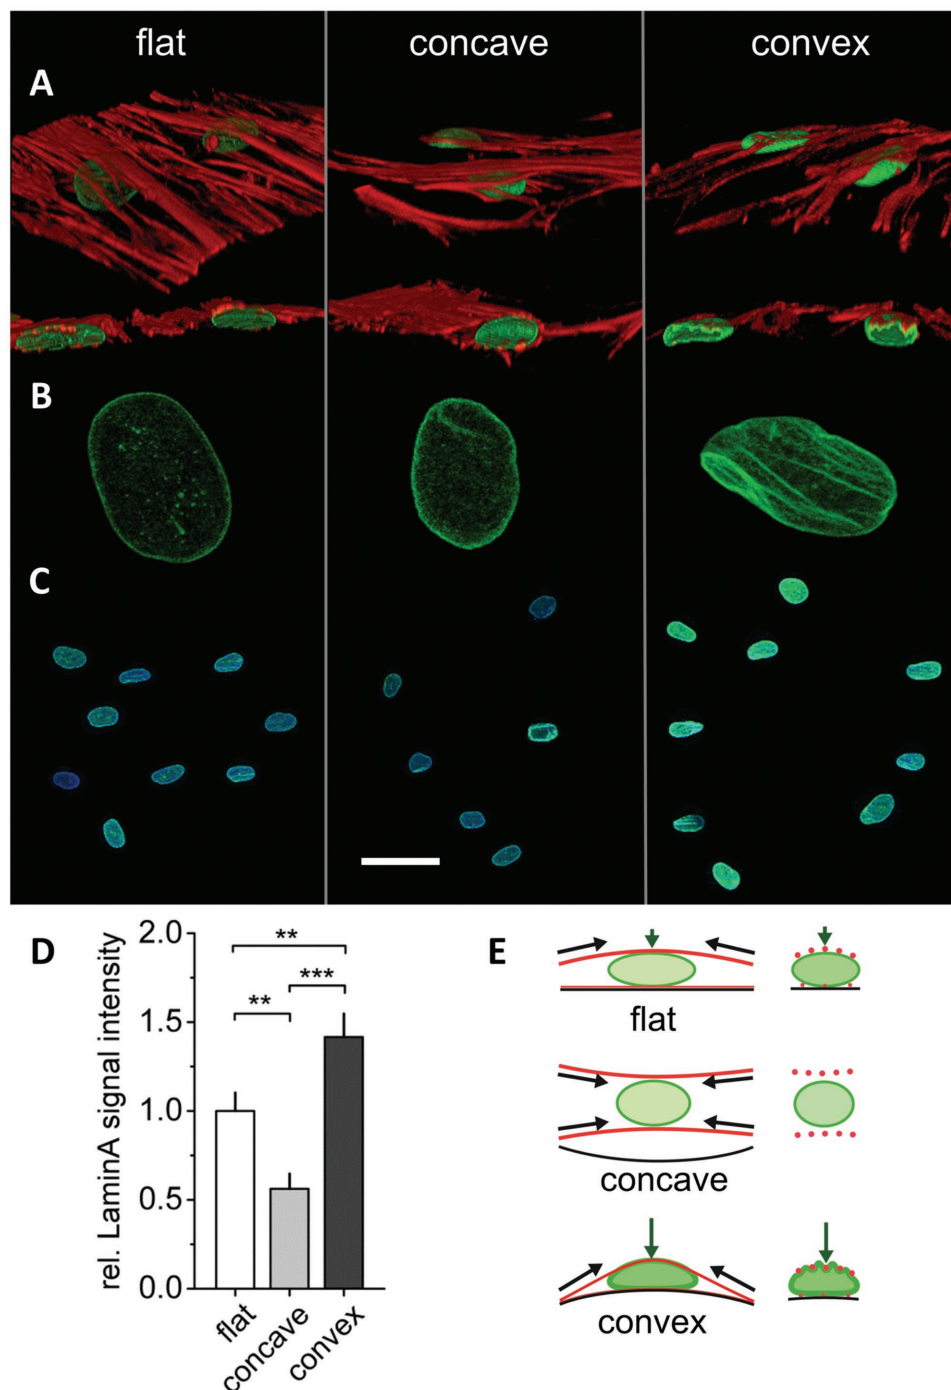 flat concave convex
A
B
C
D
rel. LaminA signal intensity
2.0
1.5
1.0
0.5
0.0
**
** ***
flat concave convex
E
flat
concave
convex